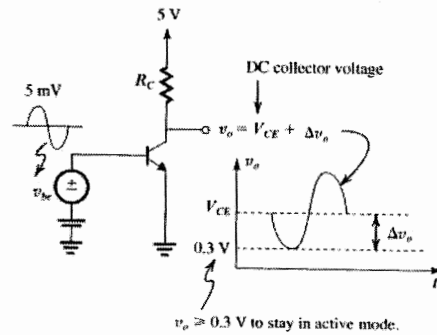 5 V
DC collector voltage
R_C
5 mV
v_o = V_CE + Δv_o
v_be
±
v_o
V_CE
Δv_o
0.3 V
t
v_o ≥ 0.3 V to stay in active mode.